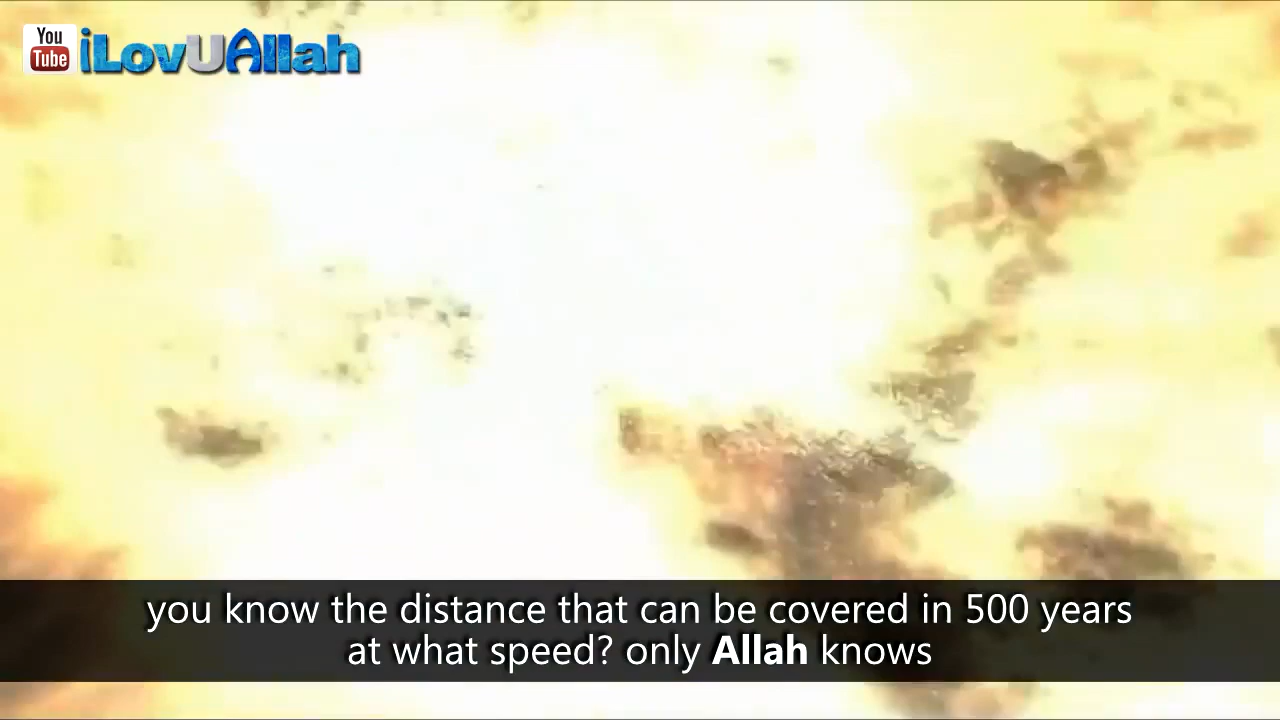 You
Tube
iLovUAllah
you know the distance that can be covered in 500 years
at what speed? only Allah knows